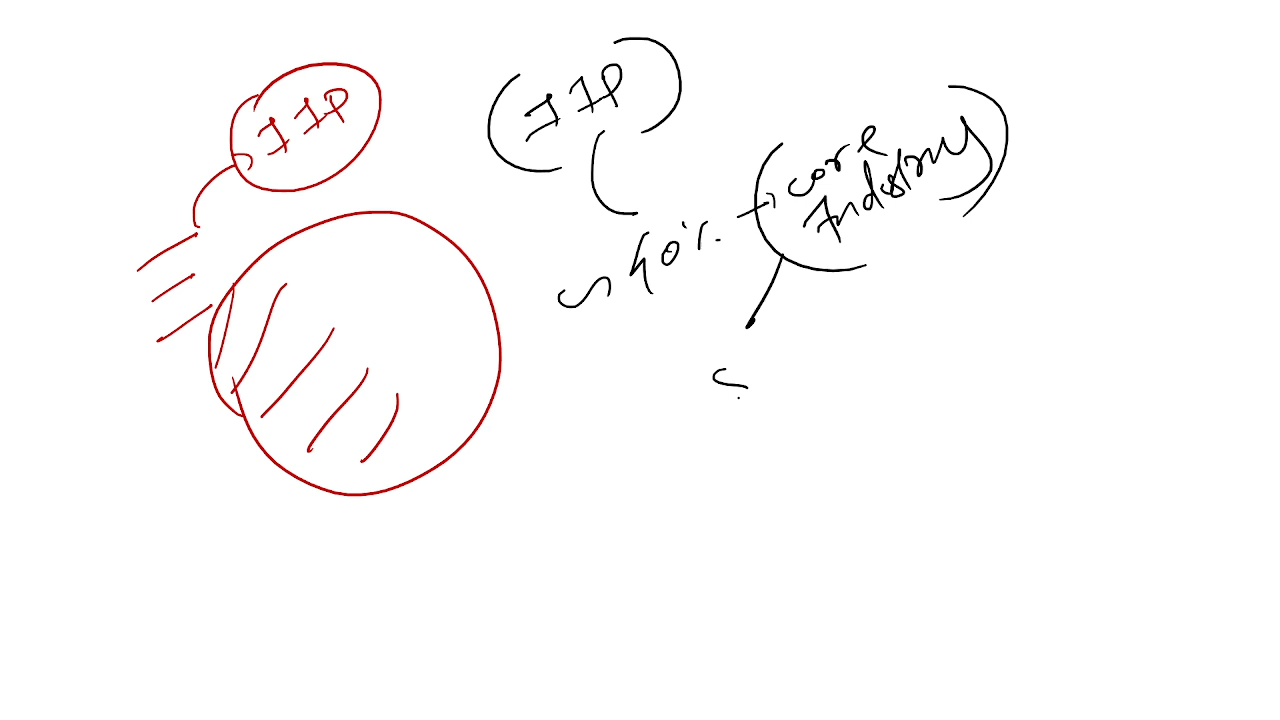 IIP
IIP
~ 40% → core
Industry